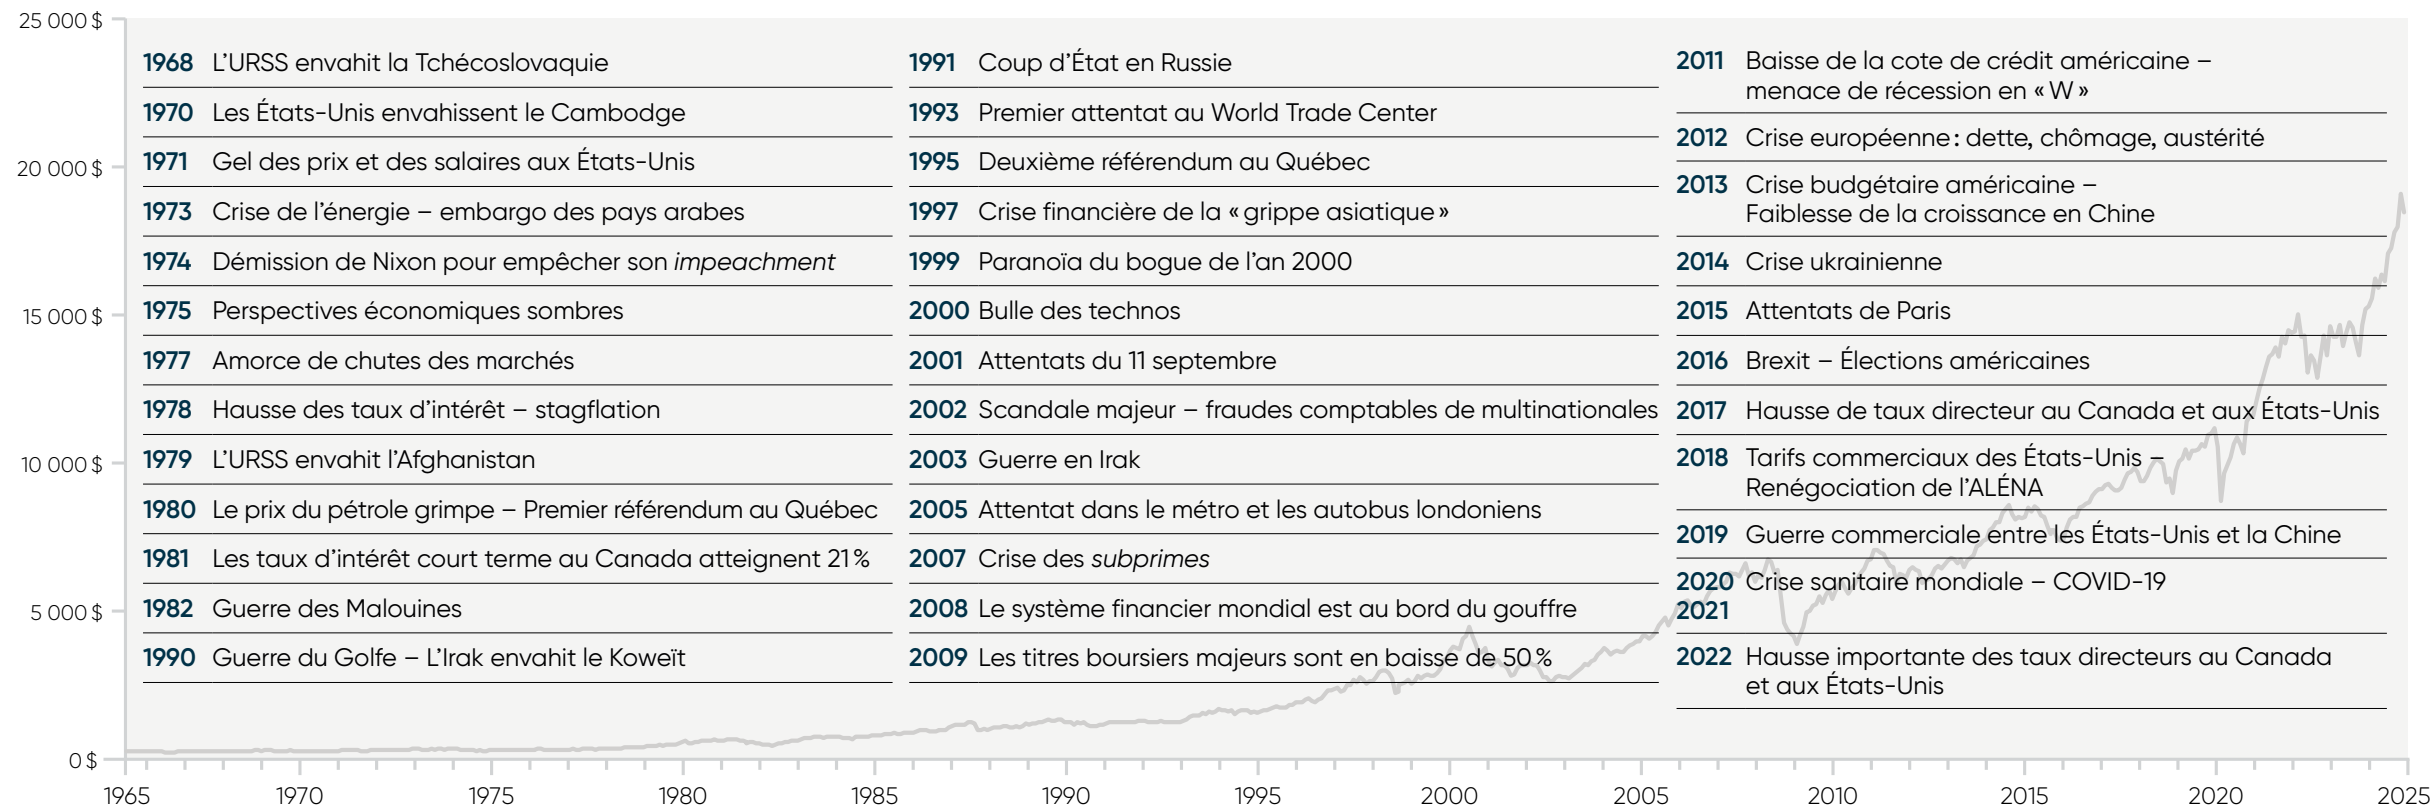 25 000 $
20 000 $
15 000 $
10 000 $
5 000 $
0 $
1968 L’URSS envahit la Tchécoslovaquie
1970 Les États-Unis envahissent le Cambodge
1971 Gel des prix et des salaires aux États-Unis
1973 Crise de l’énergie – embargo des pays arabes
1974 Démission de Nixon pour empêcher son impeachment
1975 Perspectives économiques sombres
1977 Amorce de chutes des marchés
1978 Hausse des taux d’intérêt – stagflation
1979 L’URSS envahit l’Afghanistan
1980 Le prix du pétrole grimpe – Premier référendum au Québec
1981 Les taux d’intérêt court terme au Canada atteignent 21 %
1982 Guerre des Malouines
1990 Guerre du Golfe – L’Irak envahit le Koweït
1991 Coup d’État en Russie
1993 Premier attentat au World Trade Center
1995 Deuxième référendum au Québec
1997 Crise financière de la « grippe asiatique »
1999 Paranoïa du bogue de l’an 2000
2000 Bulle des technos
2001 Attentats du 11 septembre
2002 Scandale majeur – fraudes comptables de multinationales
2003 Guerre en Irak
2005 Attentat dans le métro et les autobus londoniens
2007 Crise des subprimes
2008 Le système financier mondial est au bord du gouffre
2009 Les titres boursiers majeurs sont en baisse de 50 %
2011 Baisse de la cote de crédit américaine –
menace de récession en « W »
2012 Crise européenne : dette, chômage, austérité
2013 Crise budgétaire américaine –
Faiblesse de la croissance en Chine
2014 Crise ukrainienne
2015 Attentats de Paris
2016 Brexit – Élections américaines
2017 Hausse de taux directeur au Canada et aux États-Unis
2018 Tarifs commerciaux des États-Unis –
Renégociation de l’ALÉNA
2019 Guerre commerciale entre les États-Unis et la Chine
2020 Crise sanitaire mondiale – COVID-19
2021
2022 Hausse importante des taux directeurs au Canada
et aux États-Unis
1965 1970 1975 1980 1985 1990 1995 2000 2005 2010 2015 2020 2025